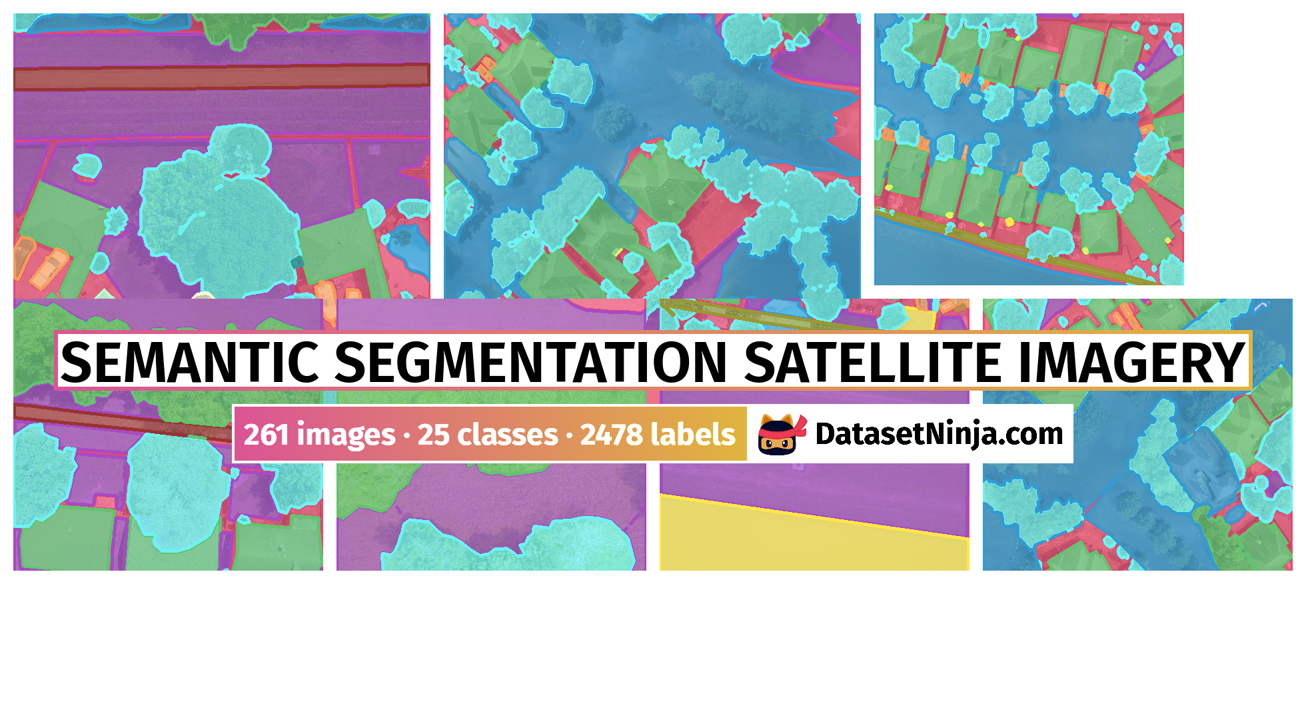 SEMANTIC SEGMENTATION SATELLITE IMAGERY
261 images · 25 classes · 2478 labels
DatasetNinja.com